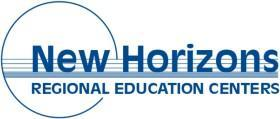 New Horizons
REGIONAL EDUCATION CENTERS